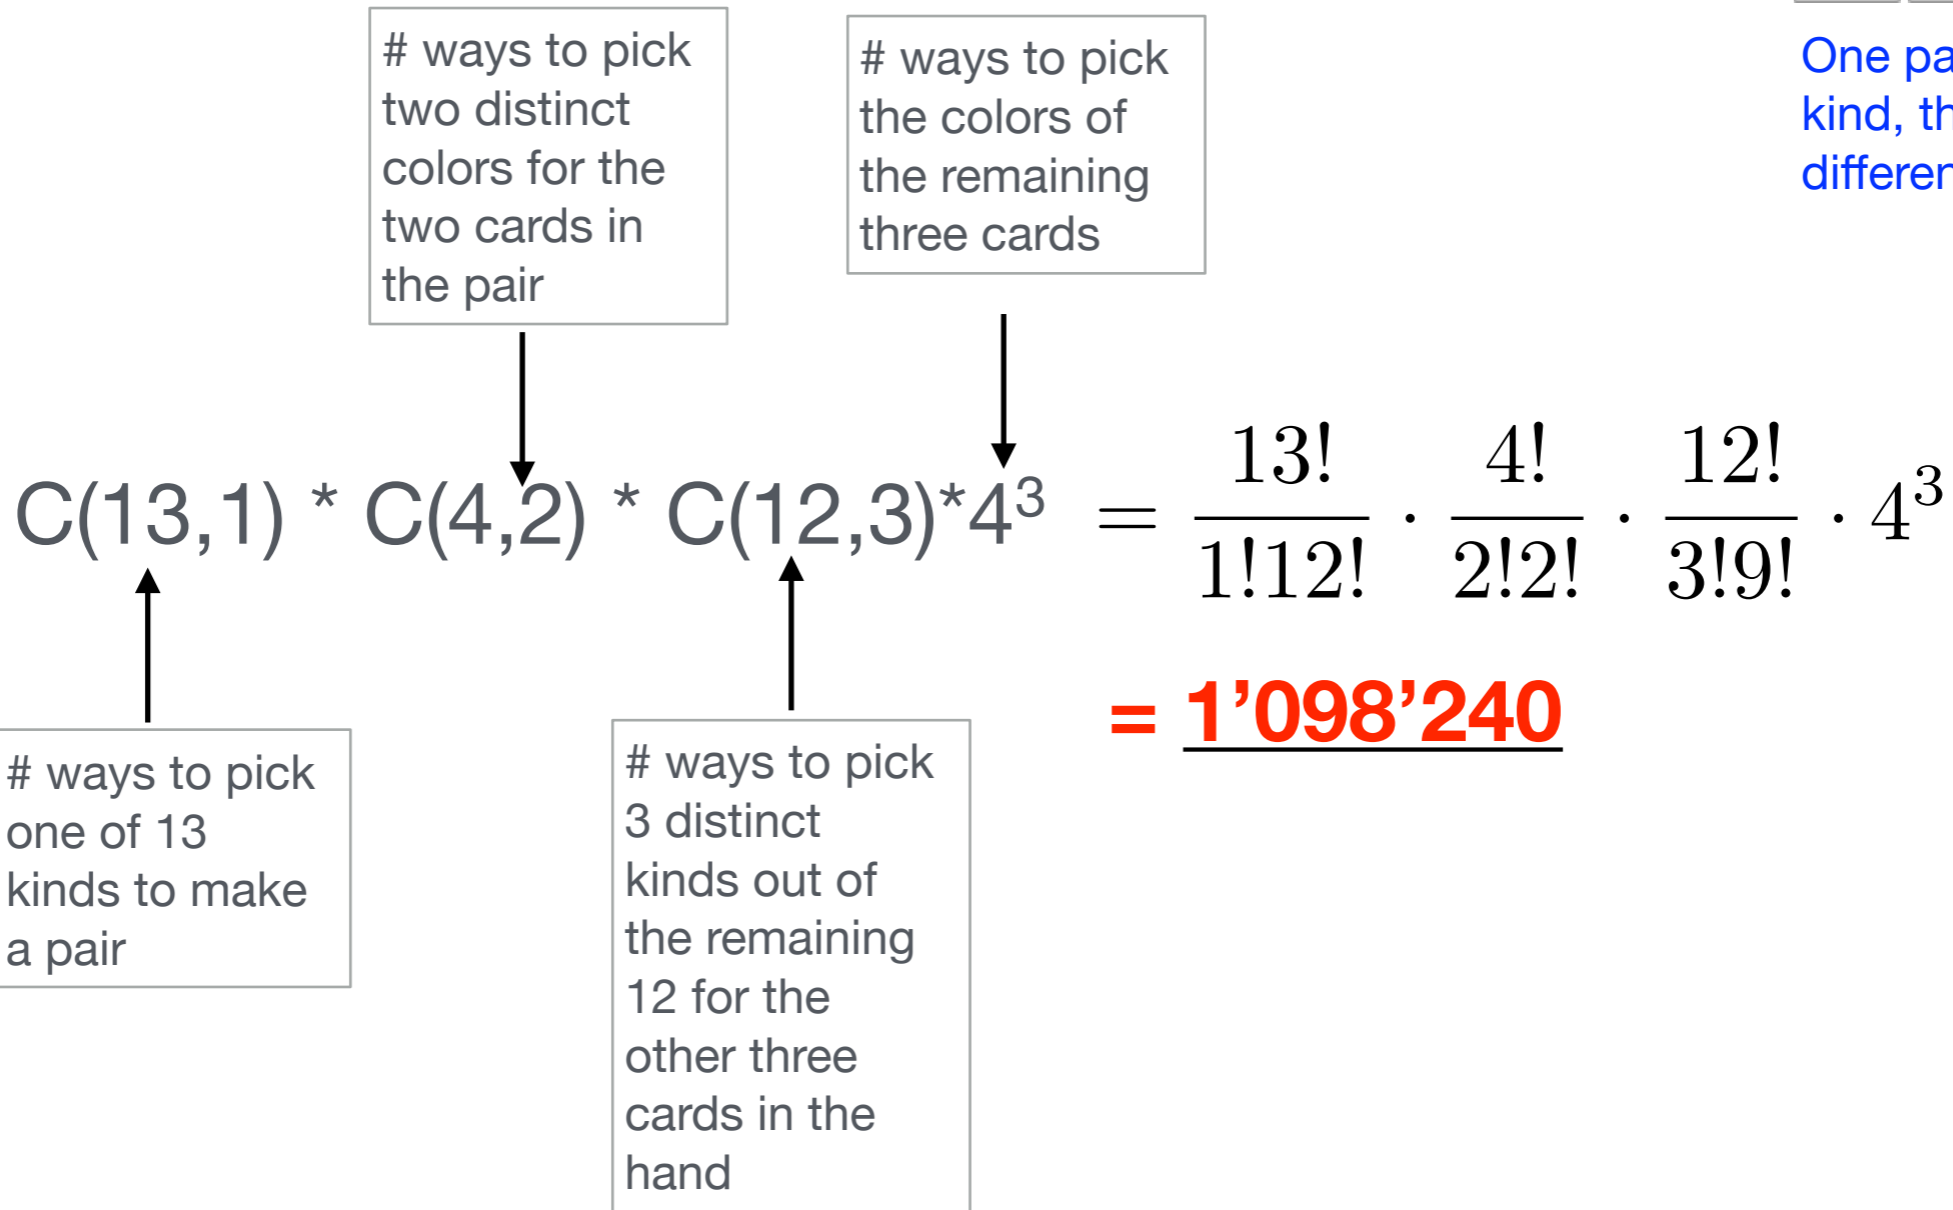 # ways to pick
two distinct
colors for the
two cards in
the pair
# ways to pick
the colors of
the remaining
three cards
One pa
kind, th
differen
C(13,1) * C(4,2) * C(12,3)*4³ = 13!/1!12! · 4!/2!2! · 12!/3!9! · 4³
= 1’098’240
# ways to pick
one of 13
kinds to make
a pair
# ways to pick
3 distinct
kinds out of
the remaining
12 for the
other three
cards in the
hand